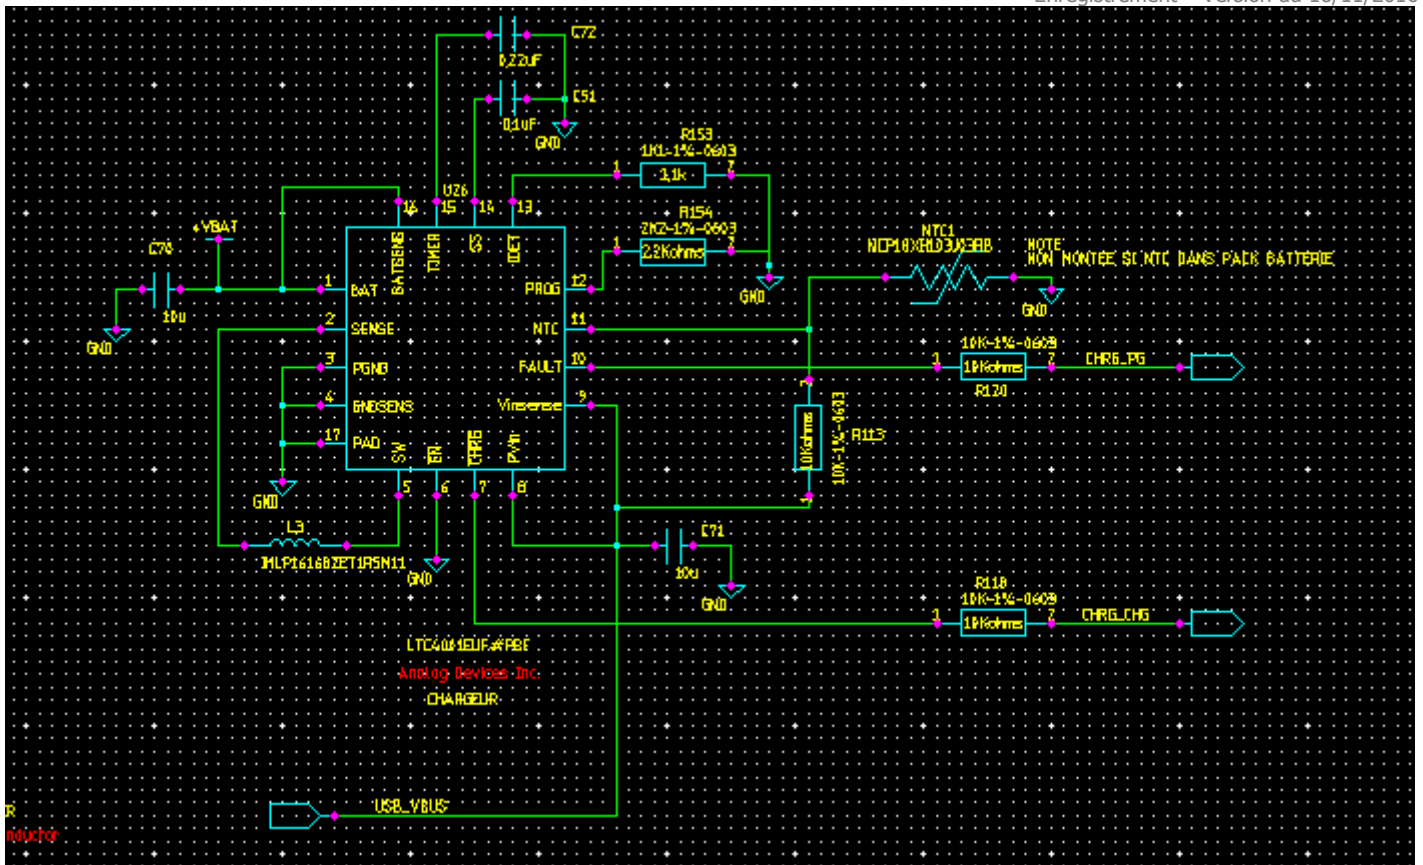 C72
0,22uF
C51
0,1uF
GND
R153
1K1-1%-0603
1 2
1,1k
U26
16 15 14 13
R154
2K2-1%-0603
1 2
2.2Kohms
NTC1
NOTE
NON MONTEE SI NTC DANS PACK BATTERIE
+VBAT
C70
10u
GND
BATSENS
TIMER
SS
IDET
1 BAT
PROG 12
GND
GND
2 SENSE
NTC 11
3 PGND
FAULT 10
10K-1%-0603
1 2
10Kohms
CHRG_PG
R120
4 GNDSENS
Vinsense 9
10Kohms
10K-1%-0603
R113
17 PAD
SW
EN
CHRG
PVin
5 6 7 8
GND
L3
C71
10u
GND
GND
R118
10K-1%-0603
1 2
10Kohms
CHRG_CHG
LTC4001EUF#PBF
Analog Devices Inc.
CHARGEUR
USB_VBUS